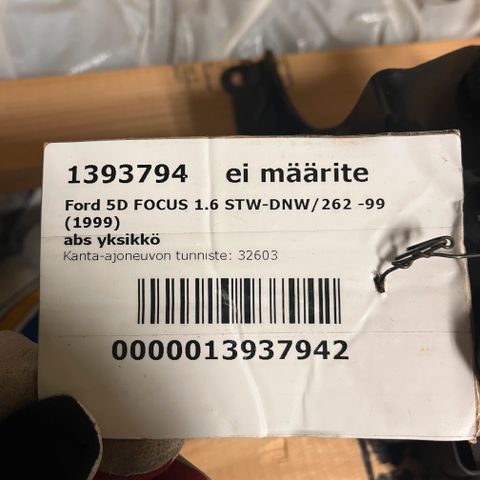 1393794 ei määrite
Ford 5D FOCUS 1.6 STW-DNW/262 -99
(1999)
abs yksikkö
Kanta-ajoneuvon tunniste: 32603
0000013937942